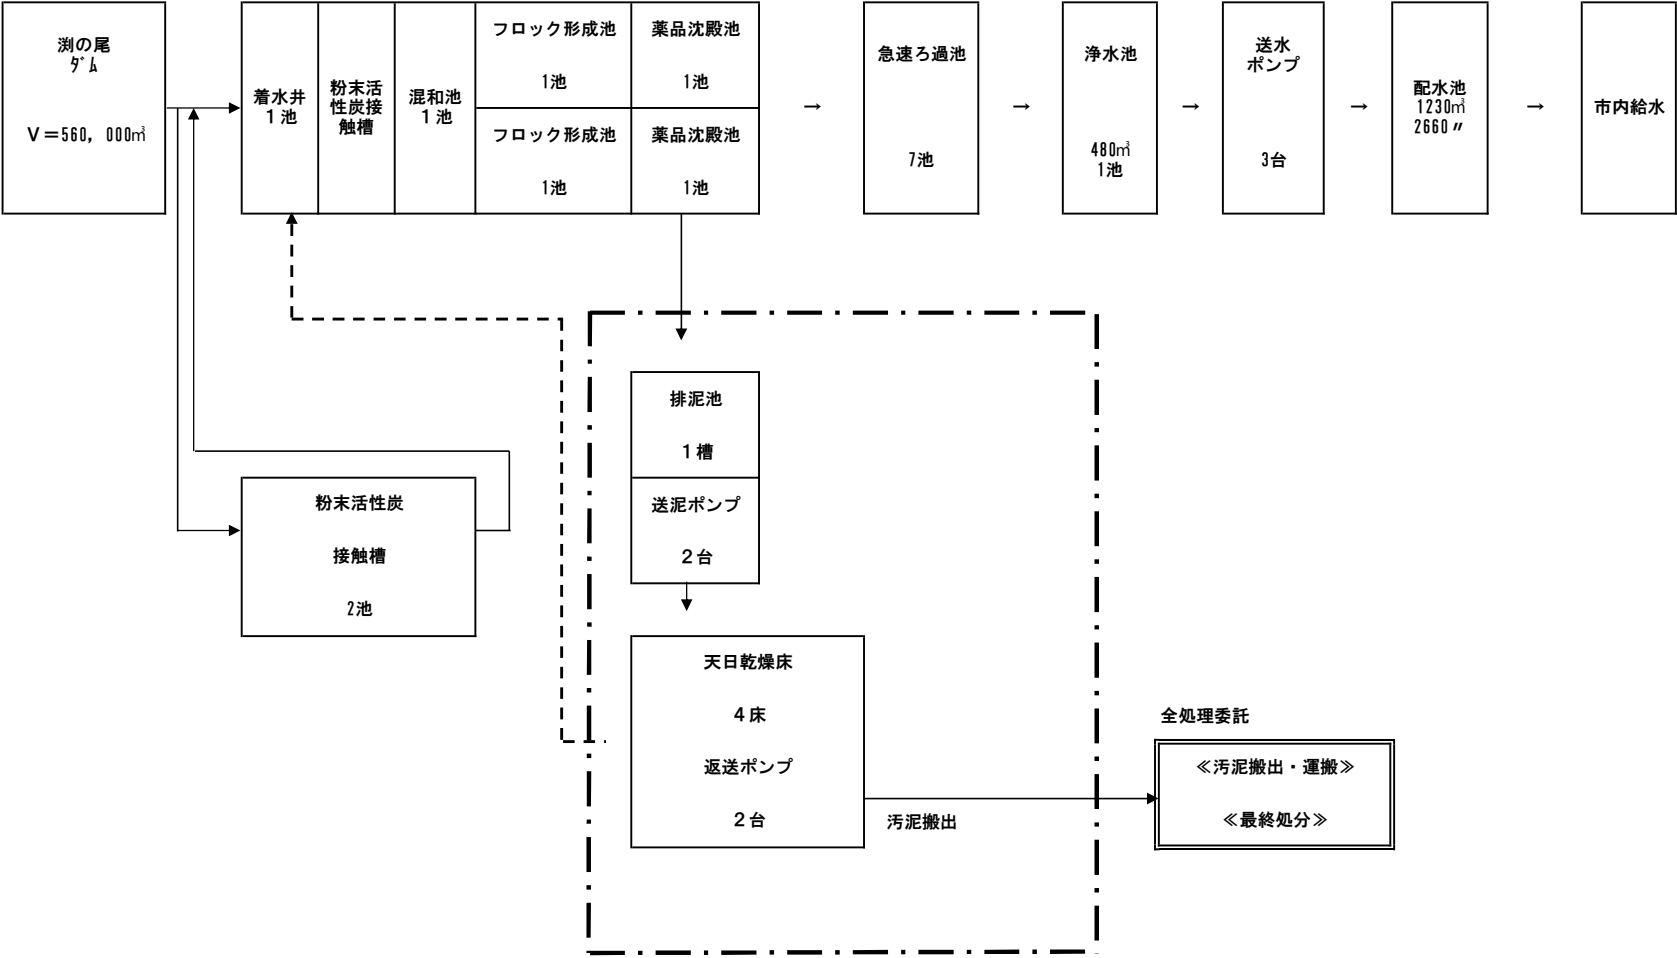 渕の尾
ﾀﾞﾑ
Ｖ＝560，000㎥
着水井
１池
粉末活
性炭接
触槽
混和池
１池
フロック形成池
1池
薬品沈殿池
1池
フロック形成池
1池
薬品沈殿池
1池
→
急速ろ過池
7池
→
浄水池
480㎥
1池
→
送水
ポンプ
3台
→
配水池
1230㎥
2660〃
→
市内給水
粉末活性炭
接触槽
2池
排泥池
１槽
送泥ポンプ
２台
天日乾燥床
４床
返送ポンプ
２台
汚泥搬出
全処理委託
≪汚泥搬出・運搬≫
≪最終処分≫